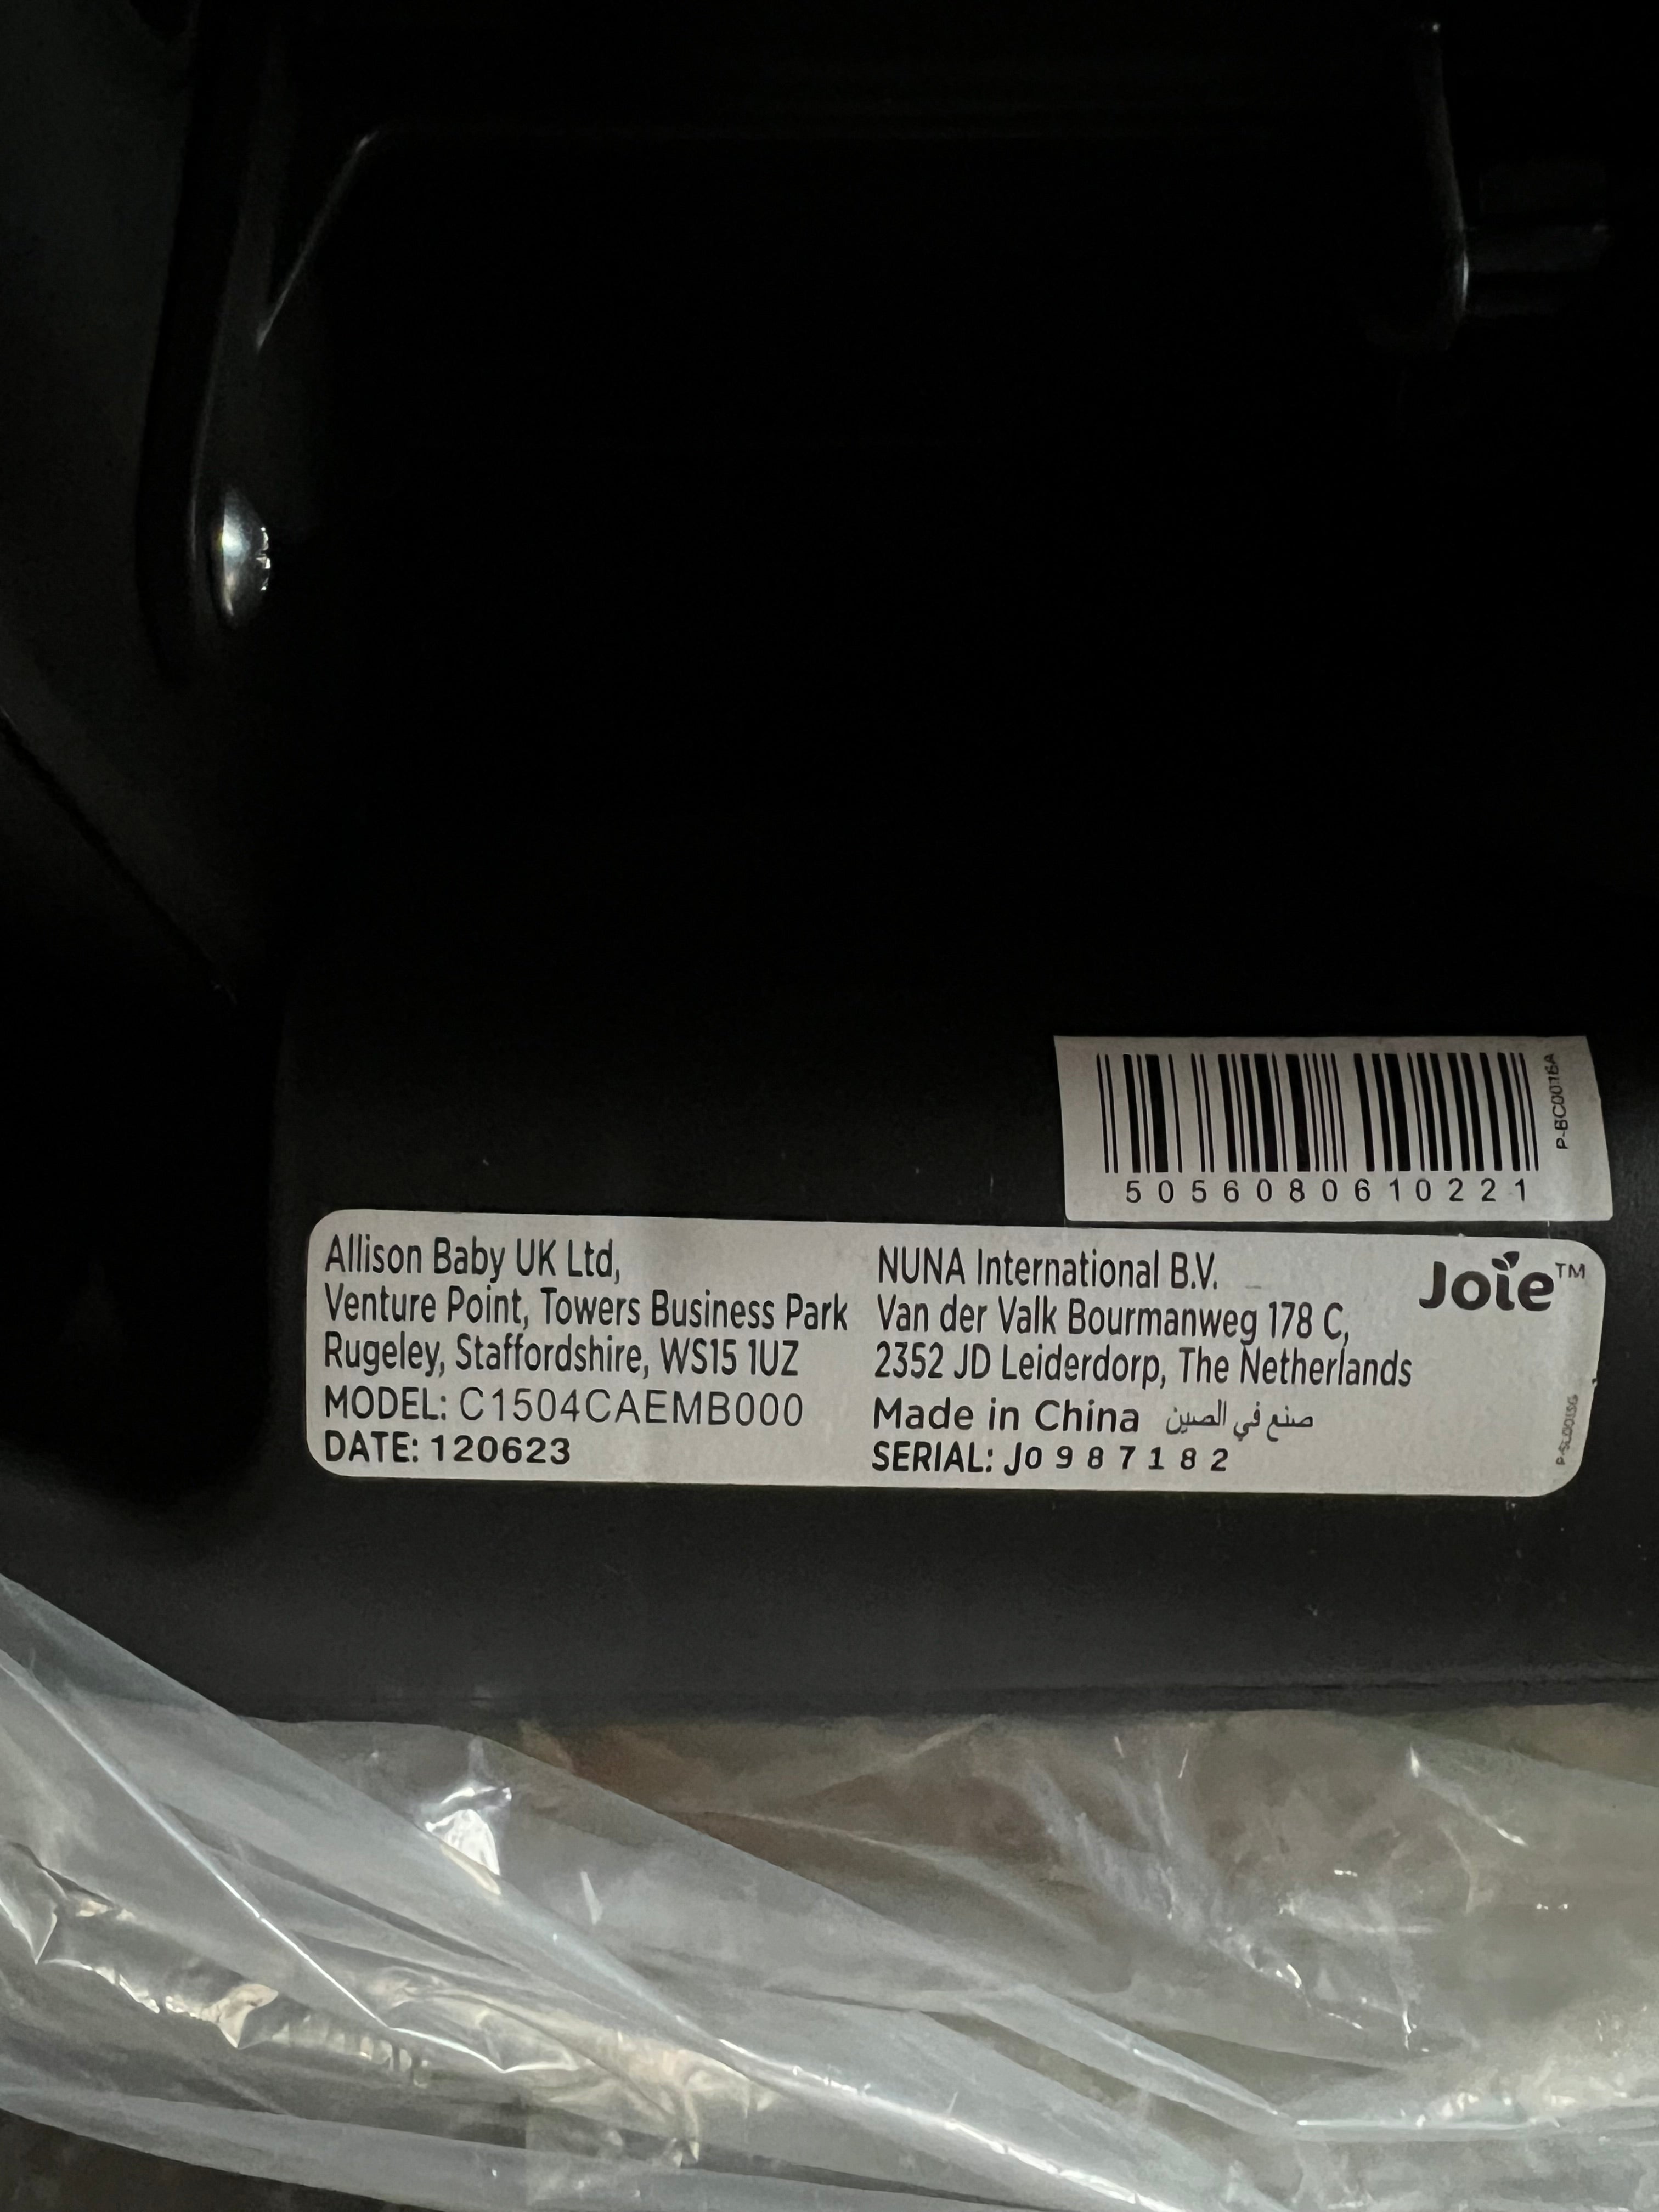 P-BC0016A
5056080610221
Allison Baby UK Ltd,
Venture Point, Towers Business Park
Rugeley, Staffordshire, WS15 1UZ
MODEL: C1504CAEMB000
DATE: 120623
NUNA International B.V.
Van der Valk Bourmanweg 178 C,
2352 JD Leiderdorp, The Netherlands
Made in China صنع في الصين
SERIAL: J0987182
Joie™